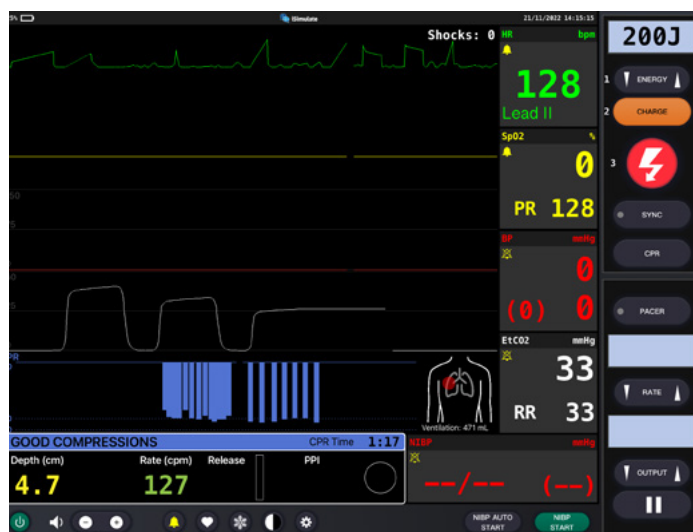 5%
iSimulate
21/11/2022 14:15:15
Shocks: 0
HR bpm
128
Lead II
SpO2 %
0
PR 128
BP mmHg
0
(0) 0
EtCO2 mmHg
33
RR 33
Ventilation: 471 mL
PR
GOOD COMPRESSIONS
CPR Time 1:17
Depth (cm) Rate (cpm) Release PPI
4.7 127
NIBP mmHg
--/-- (--)
NIBP AUTO START
NIBP START
200J
1 ENERGY
2 CHARGE
3
SYNC
CPR
PACER
RATE
OUTPUT